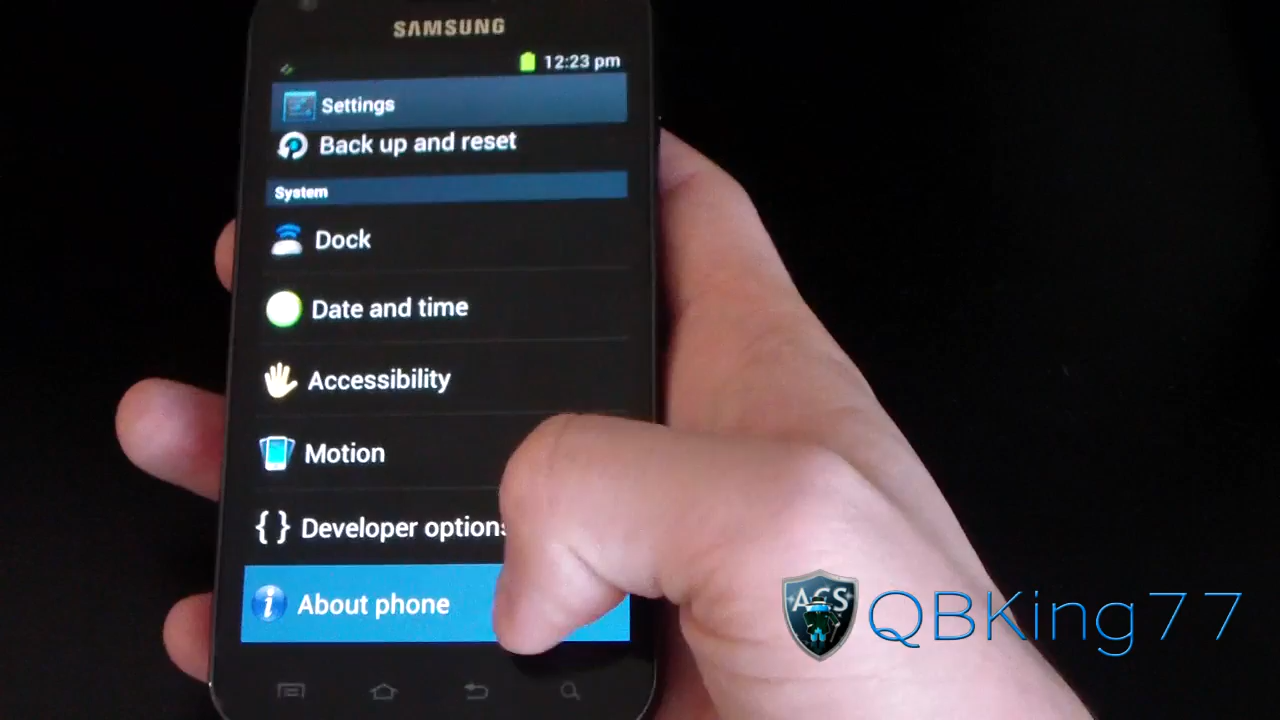 SAMSUNG
12:23 pm
Settings
Back up and reset
System
Dock
Date and time
Accessibility
Motion
Developer options
About phone
ACS
QBKing77